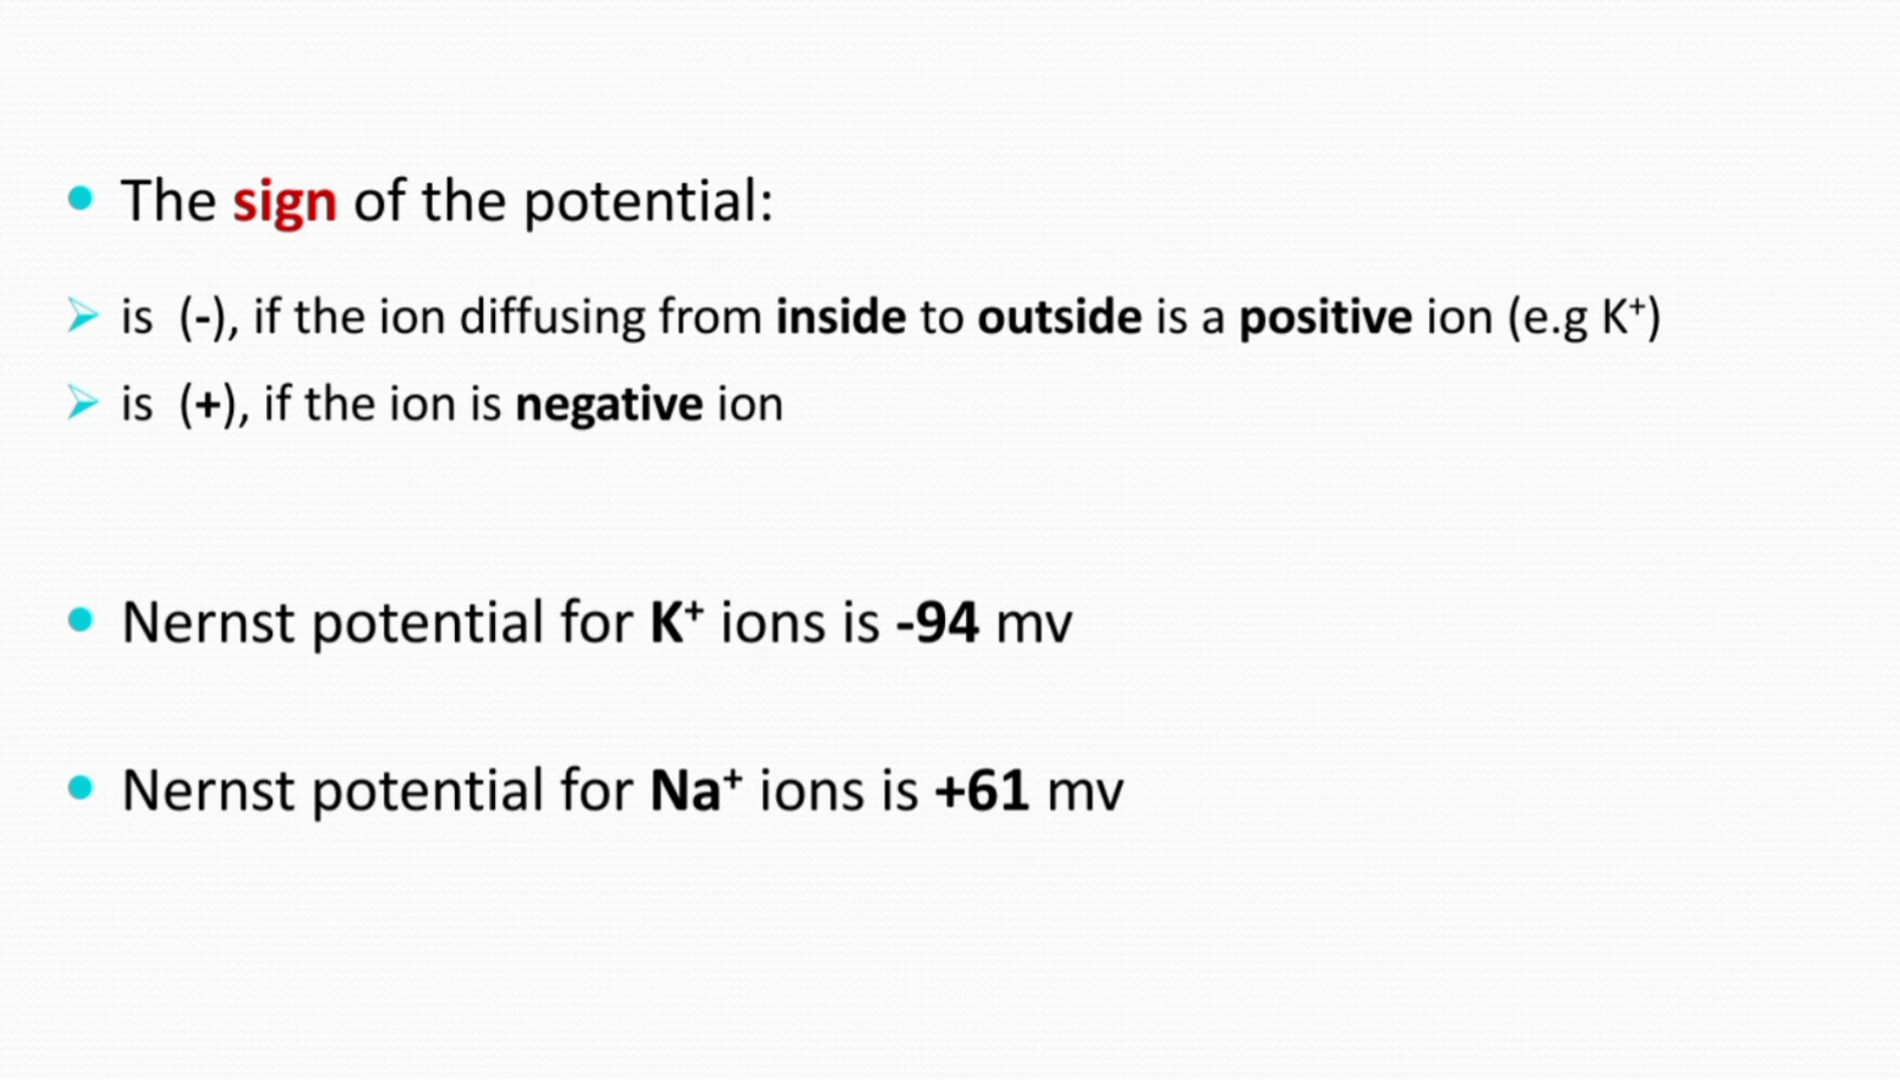 The sign of the potential:
is (-), if the ion diffusing from inside to outside is a positive ion (e.g K⁺)
is (+), if the ion is negative ion
Nernst potential for K⁺ ions is -94 mv
Nernst potential for Na⁺ ions is +61 mv